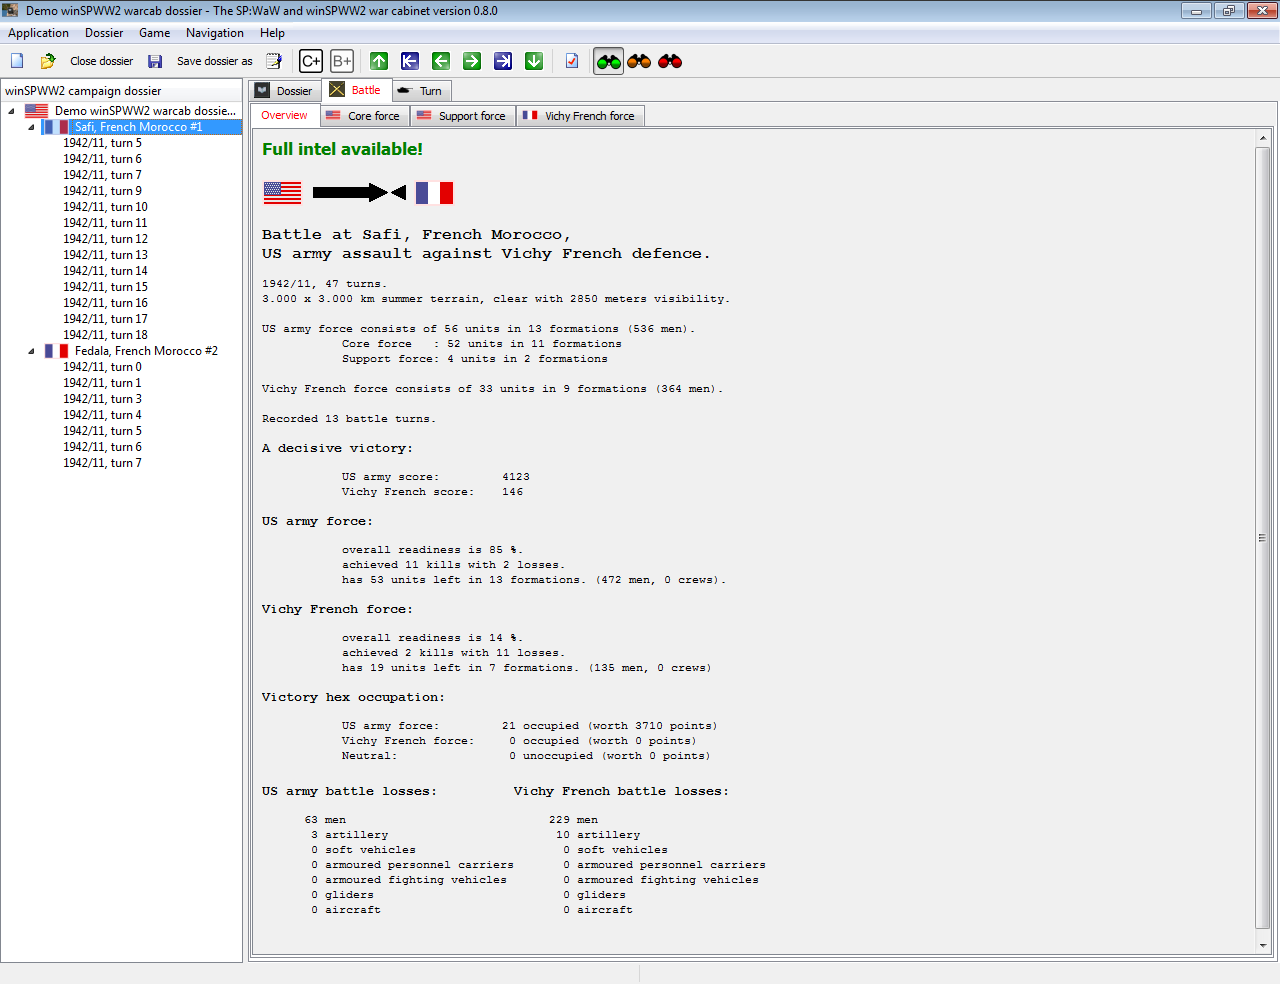 Demo winSPWW2 warcab dossier - The SP:WaW and winSPWW2 war cabinet version 0.8.0
Application Dossier Game Navigation Help
Close dossier Save dossier as C+ B+
winSPWW2 campaign dossier
Demo winSPWW2 warcab dossie...
Safi, French Morocco #1
1942/11, turn 5
1942/11, turn 6
1942/11, turn 7
1942/11, turn 9
1942/11, turn 10
1942/11, turn 11
1942/11, turn 12
1942/11, turn 13
1942/11, turn 14
1942/11, turn 15
1942/11, turn 16
1942/11, turn 17
1942/11, turn 18
Fedala, French Morocco #2
1942/11, turn 0
1942/11, turn 1
1942/11, turn 3
1942/11, turn 4
1942/11, turn 5
1942/11, turn 6
1942/11, turn 7
Dossier Battle Turn
Overview Core force Support force Vichy French force
Full intel available!
Battle at Safi, French Morocco,
US army assault against Vichy French defence.
1942/11, 47 turns.
3.000 x 3.000 km summer terrain, clear with 2850 meters visibility.
US army force consists of 56 units in 13 formations (536 men).
Core force : 52 units in 11 formations
Support force: 4 units in 2 formations
Vichy French force consists of 33 units in 9 formations (364 men).
Recorded 13 battle turns.
A decisive victory:
US army score: 4123
Vichy French score: 146
US army force:
overall readiness is 85 %.
achieved 11 kills with 2 losses.
has 53 units left in 13 formations. (472 men, 0 crews).
Vichy French force:
overall readiness is 14 %.
achieved 2 kills with 11 losses.
has 19 units left in 7 formations. (135 men, 0 crews)
Victory hex occupation:
US army force: 21 occupied (worth 3710 points)
Vichy French force: 0 occupied (worth 0 points)
Neutral: 0 unoccupied (worth 0 points)
US army battle losses: Vichy French battle losses:
63 men 229 men
3 artillery 10 artillery
0 soft vehicles 0 soft vehicles
0 armoured personnel carriers 0 armoured personnel carriers
0 armoured fighting vehicles 0 armoured fighting vehicles
0 gliders 0 gliders
0 aircraft 0 aircraft